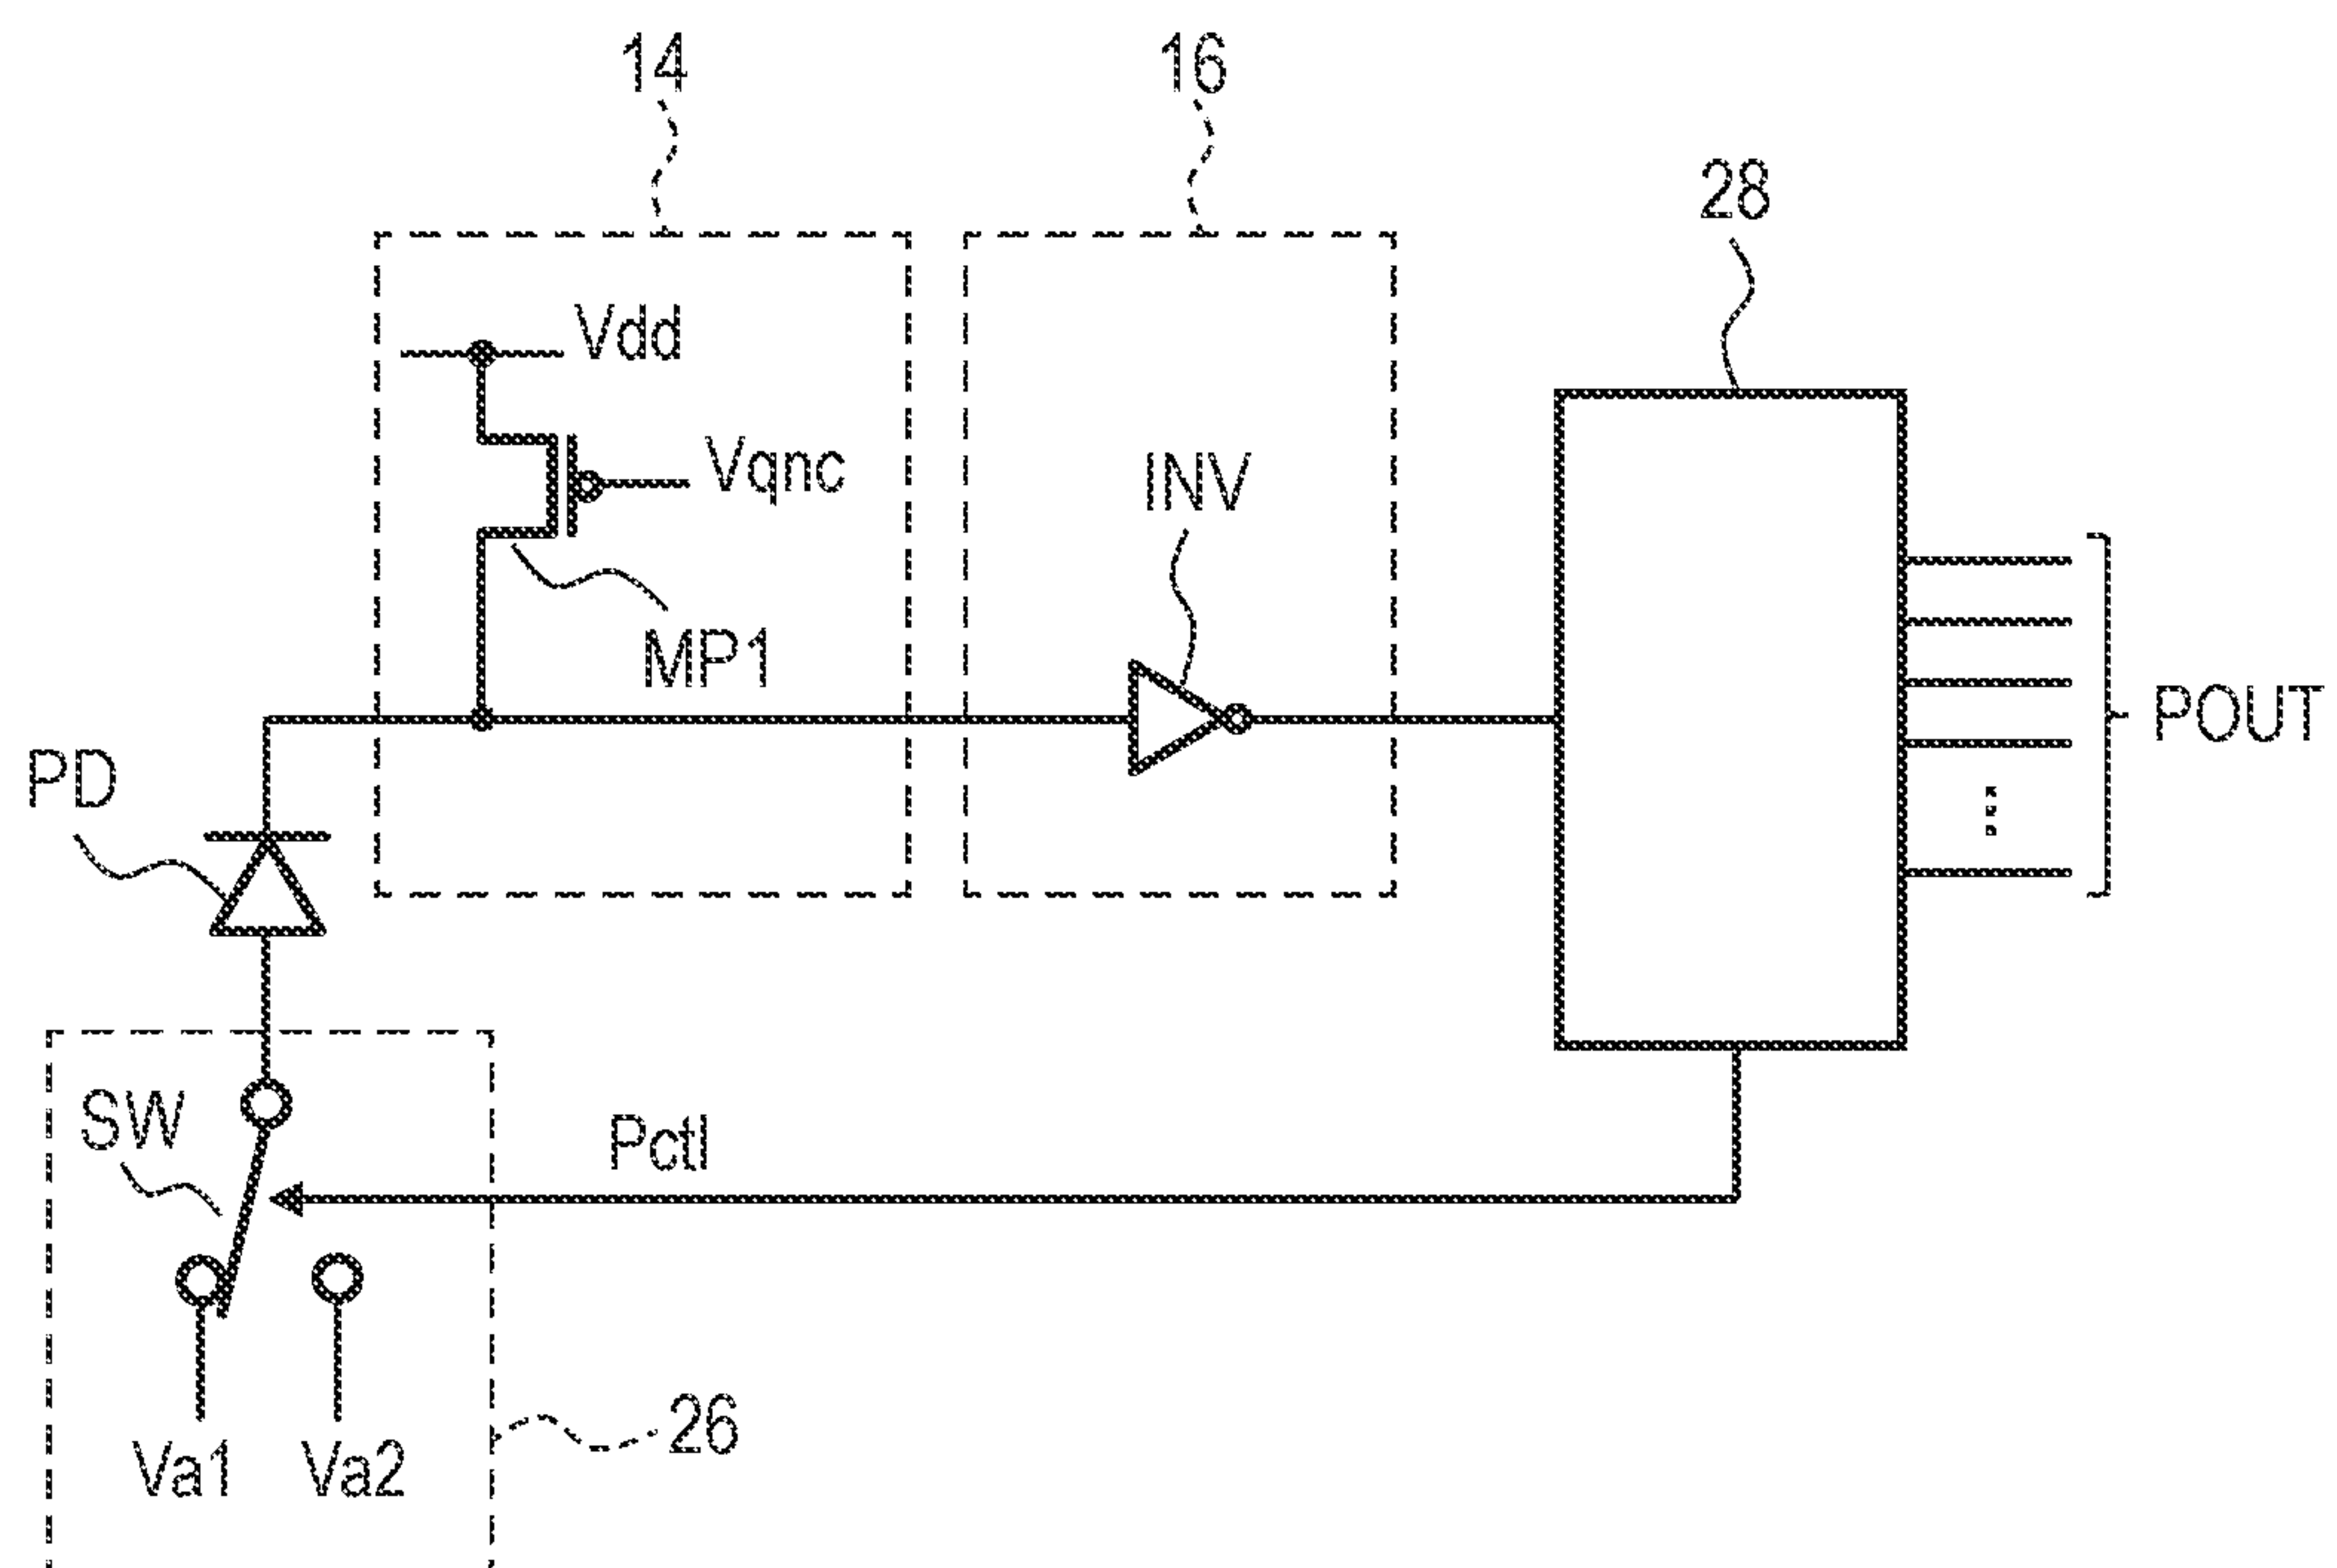 14
16
28
Vdd
Vqnc
INV
MP1
POUT
PD
SW
Pctl
26
Va1
Va2